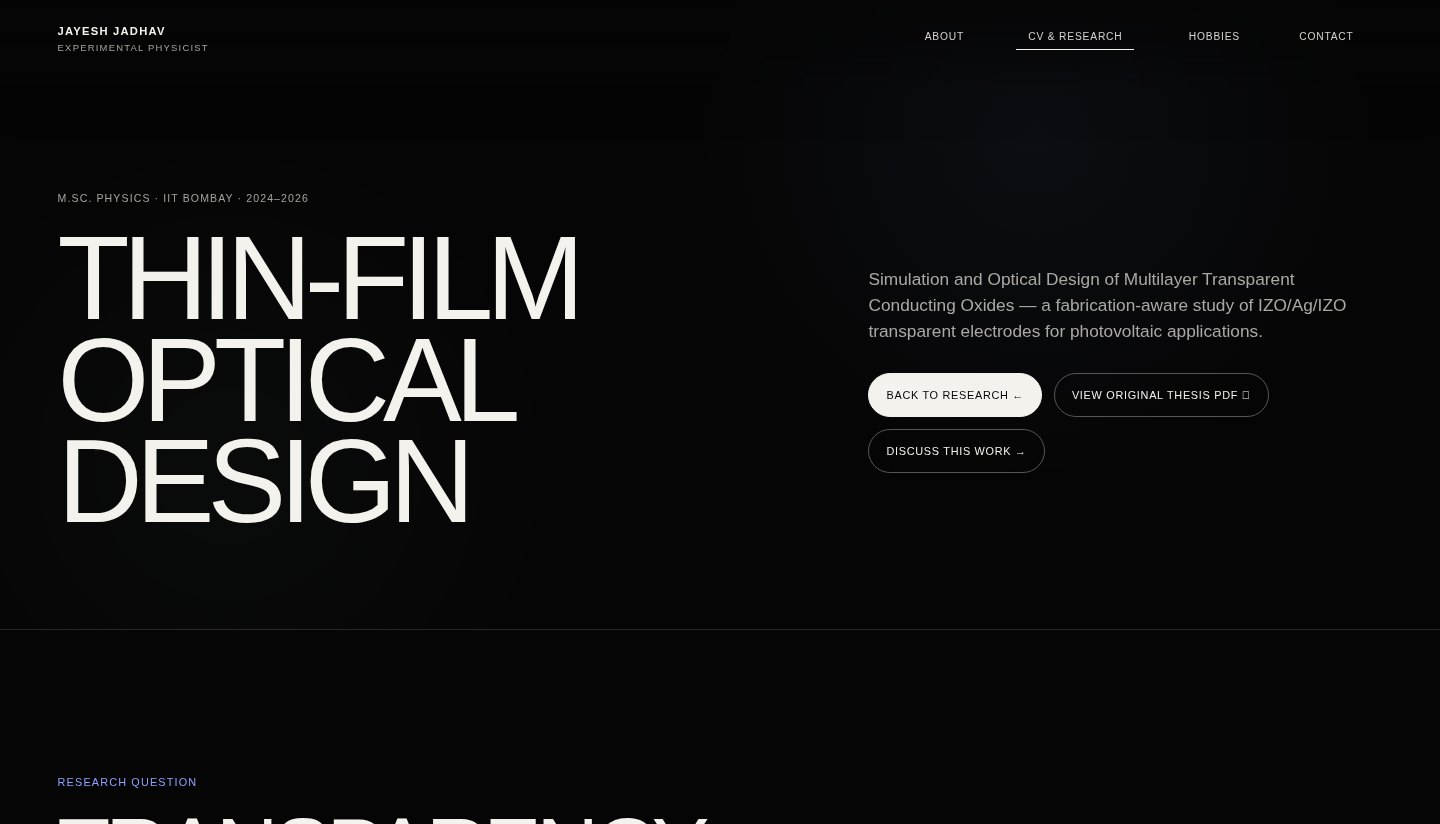 JAYESH JADHAV
EXPERIMENTAL PHYSICIST
ABOUT
CV & RESEARCH
HOBBIES
CONTACT
M.SC. PHYSICS · IIT BOMBAY · 2024–2026
THIN-FILM
OPTICAL
DESIGN
Simulation and Optical Design of Multilayer Transparent
Conducting Oxides — a fabrication-aware study of IZO/Ag/IZO
transparent electrodes for photovoltaic applications.
BACK TO RESEARCH ←
VIEW ORIGINAL THESIS PDF
DISCUSS THIS WORK →
RESEARCH QUESTION
TRANSPARENCY